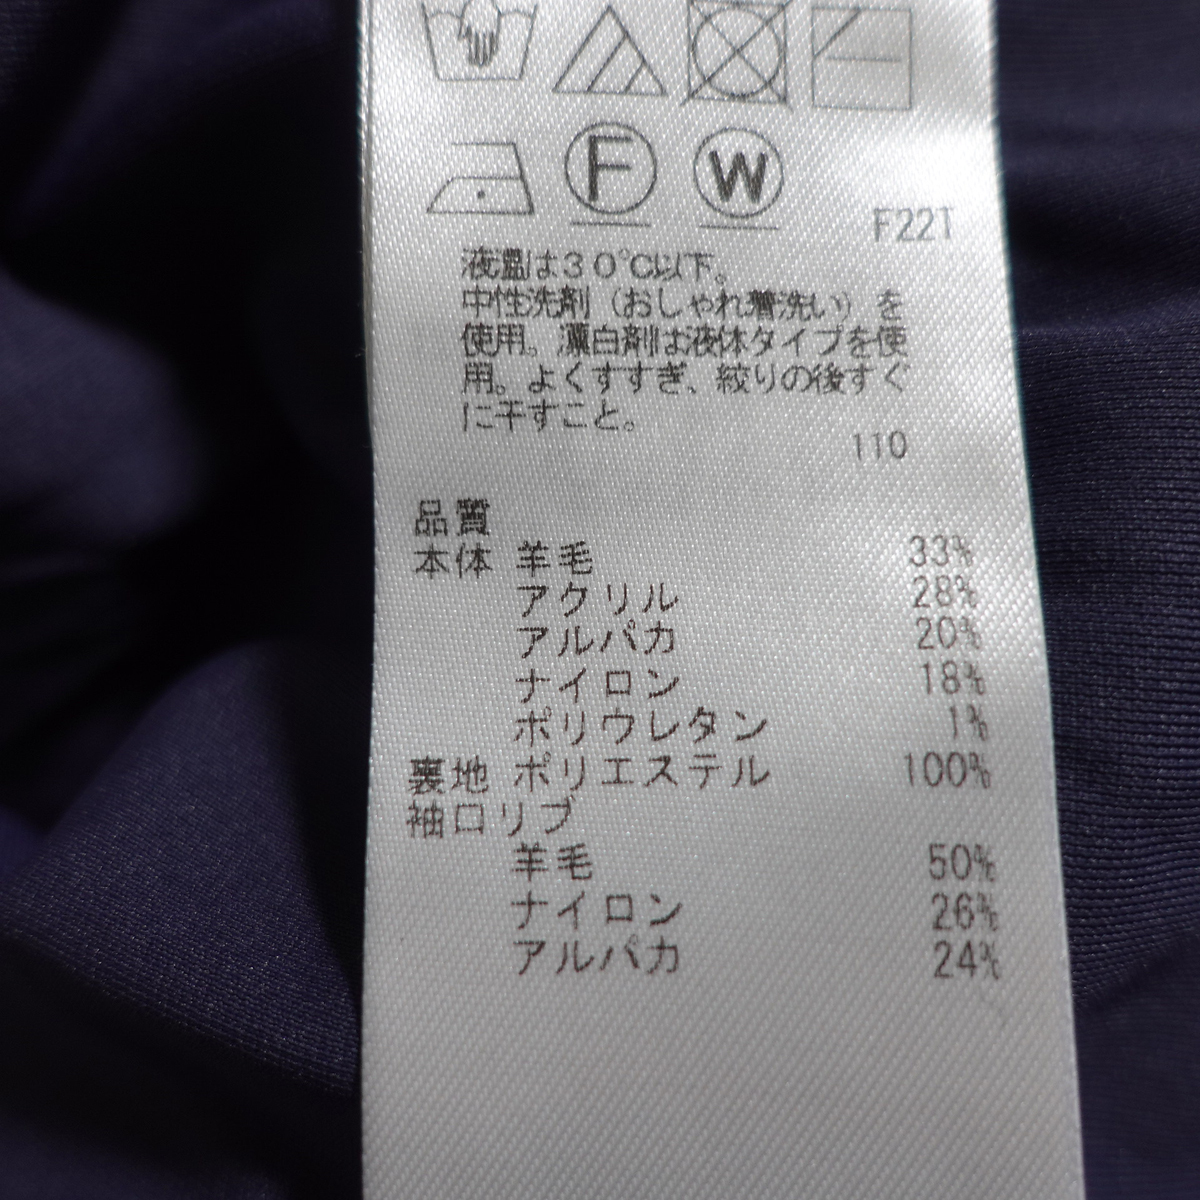 F
W
F22T
液温は30℃以下。
中性洗剤(おしゃれ着洗い)を
使用。漂白剤は液体タイプを使
用。よくすすぎ、絞りの後すぐ
に干すこと。
110
品質
本体 羊毛 33%
アクリル 28%
アルパカ 20%
ナイロン 18%
ポリウレタン 1%
裏地 ポリエステル 100%
袖口リブ
羊毛 50%
ナイロン 26%
アルパカ 24%